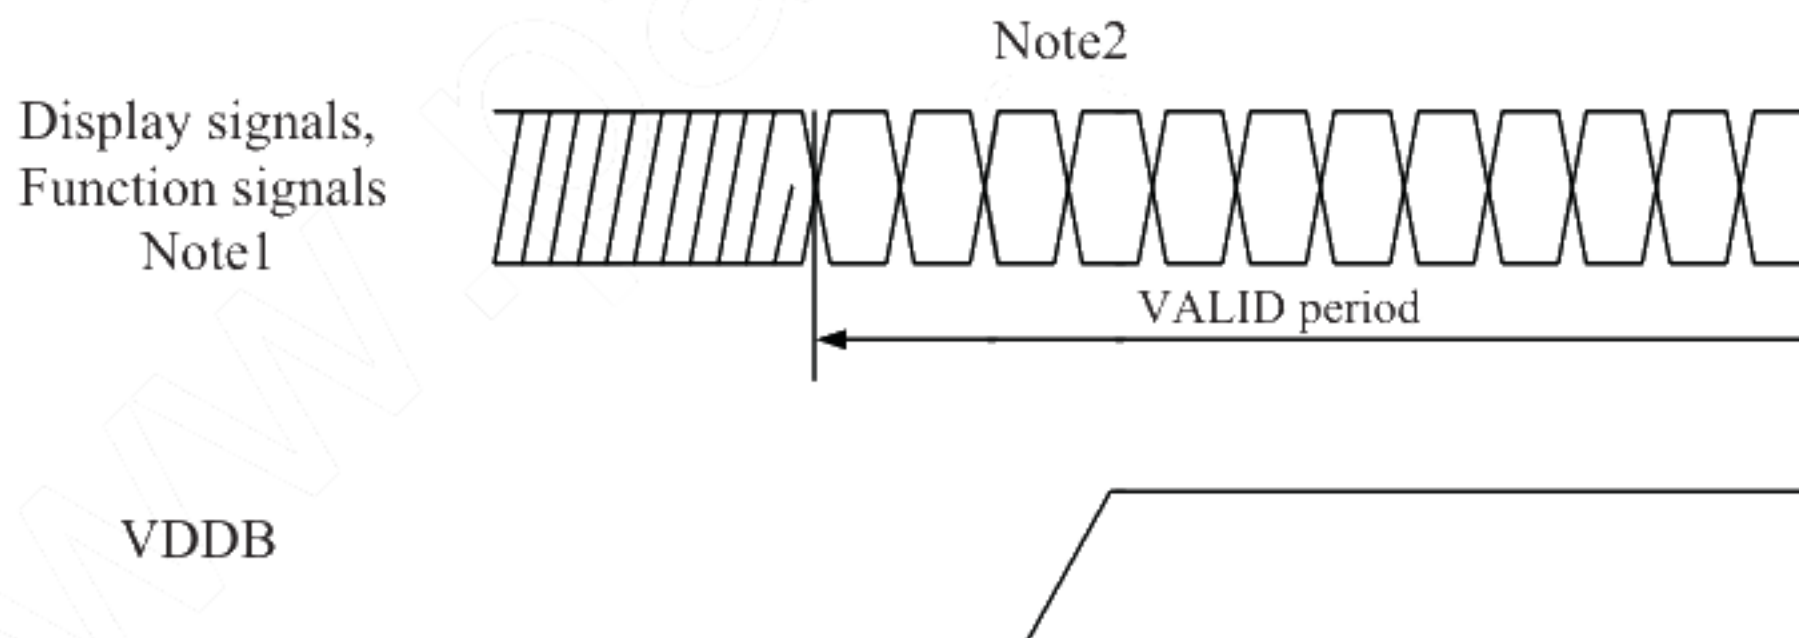 Note2
Display signals,
Function signals
Note1
VALID period
VDDB